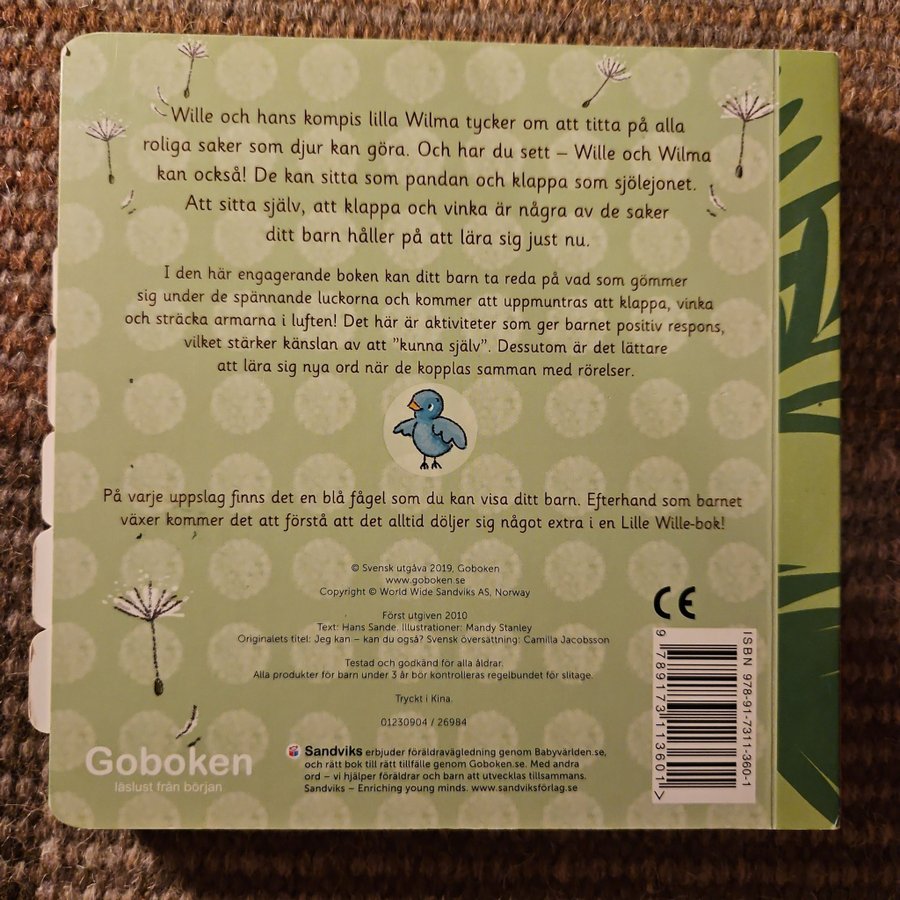 Wille och hans kompis lilla Wilma tycker om att titta på alla
roliga saker som djur kan göra. Och har du sett – Wille och Wilma
kan också! De kan sitta som pandan och klappa som sjölejonet.
Att sitta själv, att klappa och vinka är några av de saker
ditt barn håller på att lära sig just nu.
I den här engagerande boken kan ditt barn ta reda på vad som gömmer
sig under de spännande luckorna och kommer att uppmuntras att klappa, vinka
och sträcka armarna i luften! Det här är aktiviteter som ger barnet positiv respons,
vilket stärker känslan av att ”kunna själv”. Dessutom är det lättare
att lära sig nya ord när de kopplas samman med rörelser.
På varje uppslag finns det en blå fågel som du kan visa ditt barn. Efterhand som barnet
växer kommer det att förstå att det alltid döljer sig något extra i en Lille Wille-bok!
© Svensk utgåva 2019, Goboken
www.goboken.se
Copyright © World Wide Sandviks AS, Norway
Först utgiven 2010
Text: Hans Sande. Illustrationer: Mandy Stanley
Originalets titel: Jeg kan – kan du også? Svensk översättning: Camilla Jacobsson
Testad och godkänd för alla åldrar.
Alla produkter för barn under 3 år bör kontrolleras regelbundet för slitage.
Tryckt i Kina.
01230904 / 26984
CE
ISBN 978-91-7311-360-1
9 789173 113601 >
Goboken
läslust från början
Sandviks erbjuder föräldravägledning genom Babyvärlden.se,
och rätt bok till rätt tillfälle genom Goboken.se. Med andra
ord – vi hjälper föräldrar och barn att utvecklas tillsammans.
Sandviks – Enriching young minds. www.sandviksförlag.se